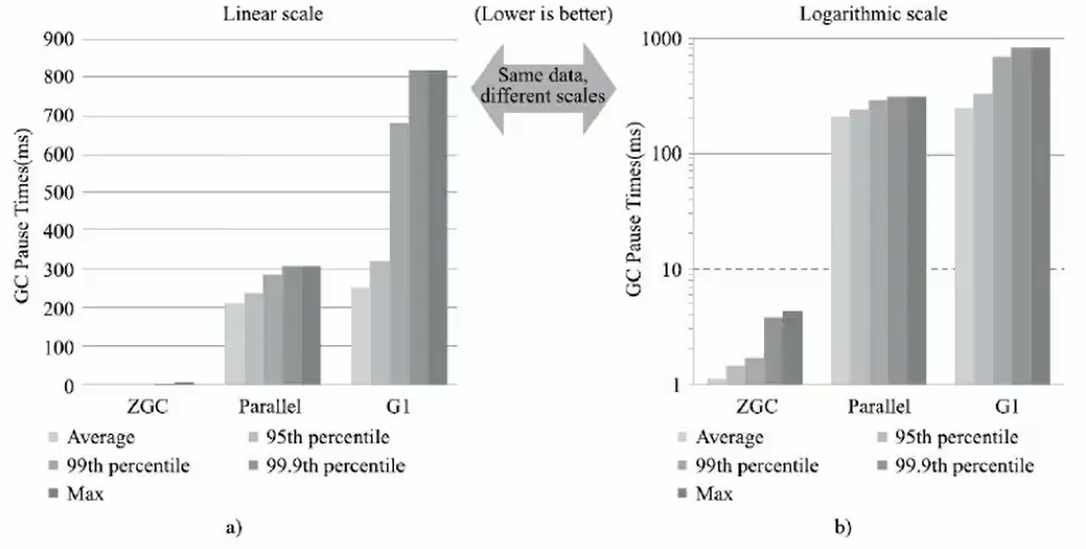 Linear scale
(Lower is better)
Logarithmic scale
Same data,
different scales
GC Pause Times(ms)
900
800
700
600
500
400
300
200
100
0
ZGC
Parallel
G1
Average
95th percentile
99th percentile
99.9th percentile
Max
a)
GC Pause Times(ms)
1000
100
10
1
ZGC
Parallel
G1
Average
95th percentile
99th percentile
99.9th percentile
Max
b)